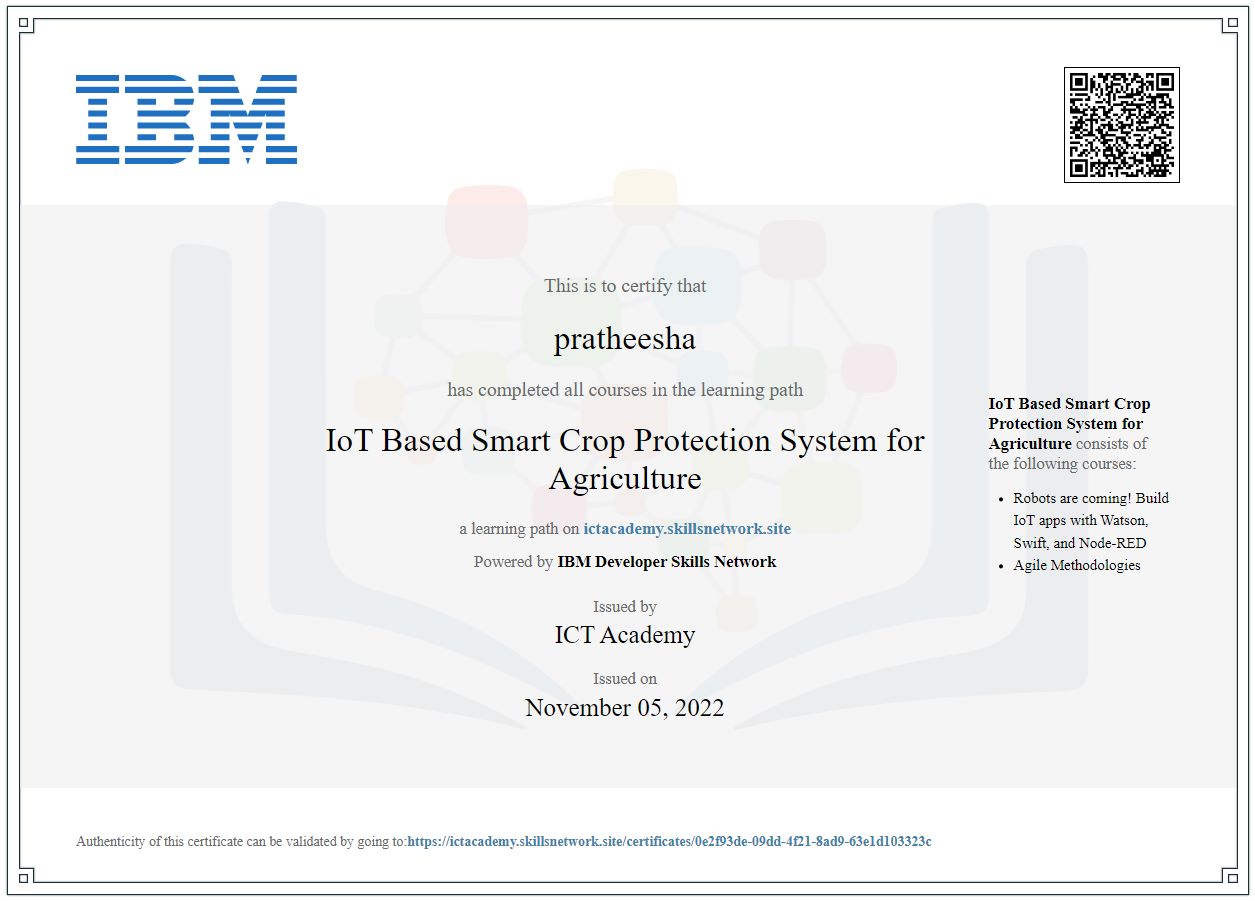 IBM
This is to certify that
pratheesha
has completed all courses in the learning path
IoT Based Smart Crop Protection System for
Agriculture
a learning path on ictacademy.skillsnetwork.site
Powered by IBM Developer Skills Network
Issued by
ICT Academy
Issued on
November 05, 2022
IoT Based Smart Crop
Protection System for
Agriculture consists of
the following courses:
• Robots are coming! Build
IoT apps with Watson,
Swift, and Node-RED
• Agile Methodologies
Authenticity of this certificate can be validated by going to:https://ictacademy.skillsnetwork.site/certificates/0e2f93de-09dd-4f21-8ad9-63e1d103323c